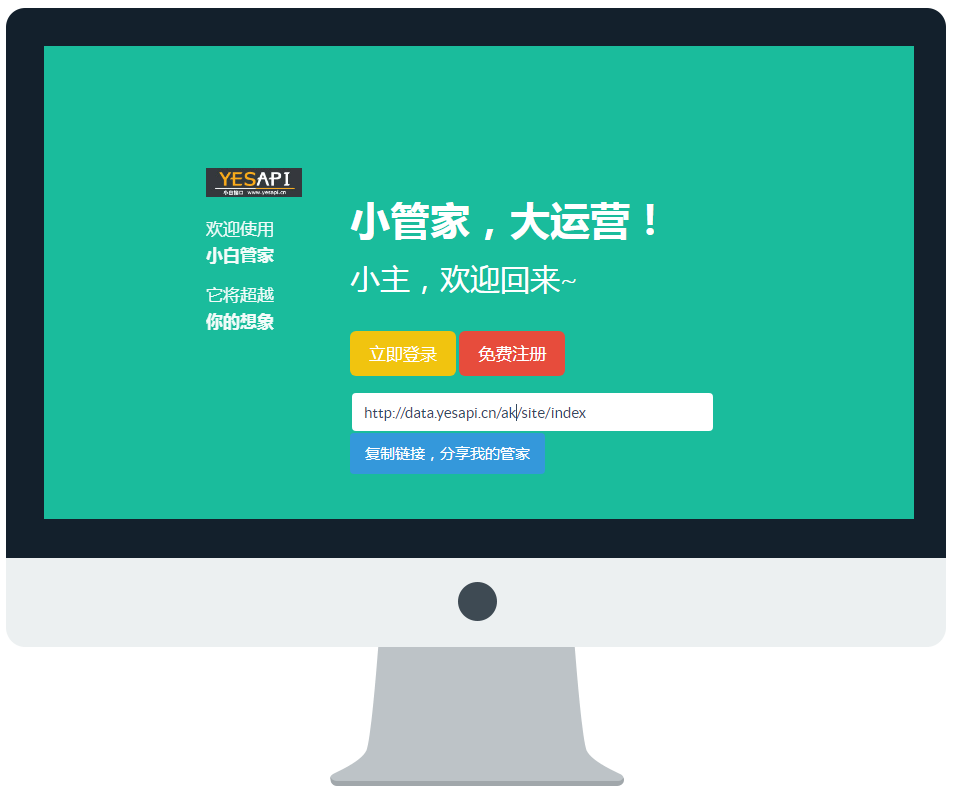 YESAPI
小白接口 www.yesapi.cn
欢迎使用
小白管家
它将超越
你的想象
小管家，大运营！
小主，欢迎回来~
立即登录 免费注册
http://data.yesapi.cn/ak/site/index
复制链接，分享我的管家